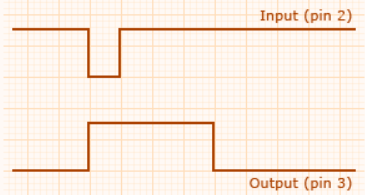 Input (pin 2)
Output (pin 3)